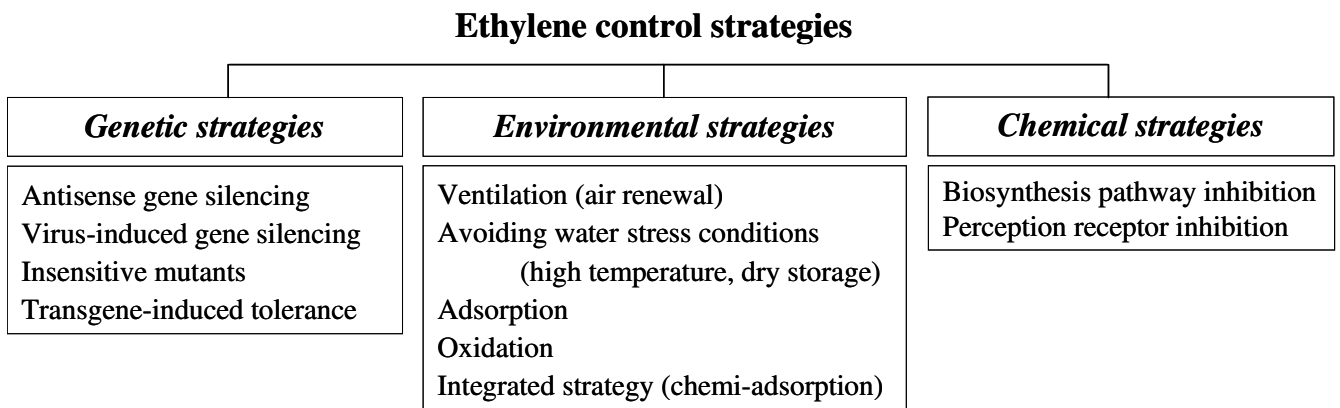 Ethylene control strategies
Genetic strategies
Antisense gene silencing
Virus-induced gene silencing
Insensitive mutants
Transgene-induced tolerance
Environmental strategies
Ventilation (air renewal)
Avoiding water stress conditions
(high temperature, dry storage)
Adsorption
Oxidation
Integrated strategy (chemi-adsorption)
Chemical strategies
Biosynthesis pathway inhibition
Perception receptor inhibition